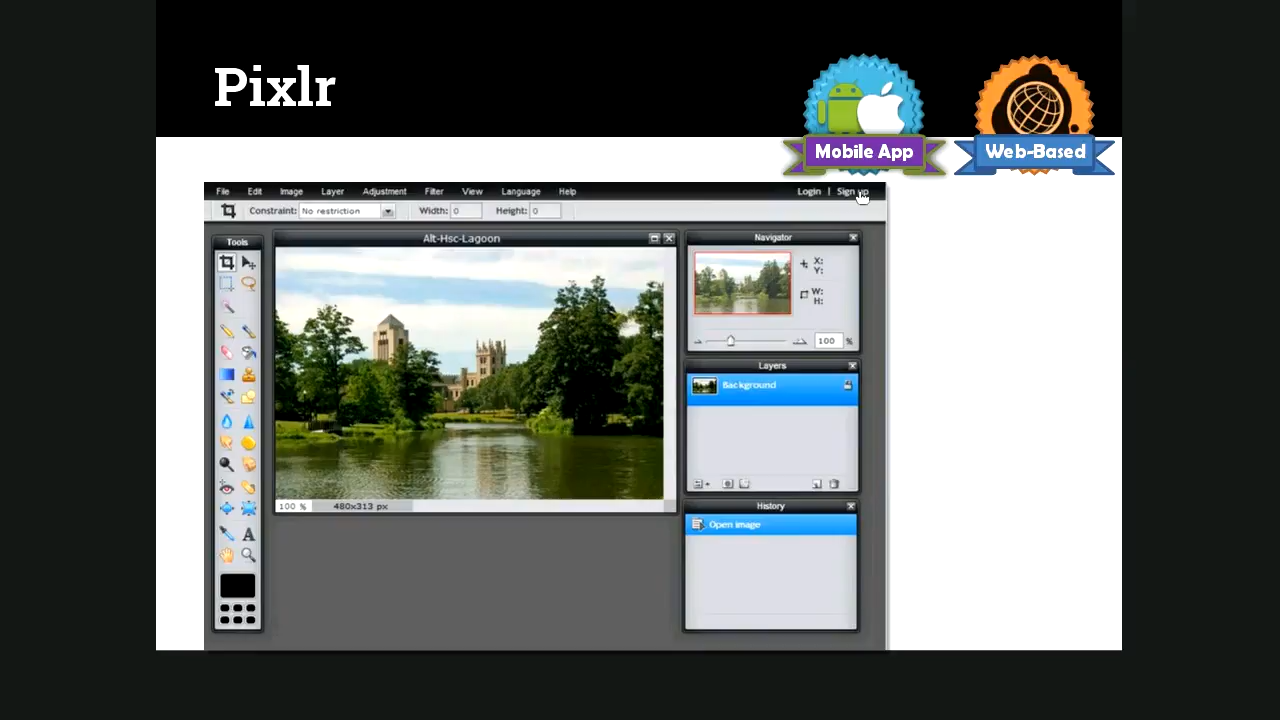 Pixlr
Mobile App
Web-Based
File Edit Image Layer Adjustment Filter View Language Help Login | Sign up
Constraint: No restriction Width: 0 Height: 0
Tools
Alt-Hsc-Lagoon
Navigator
X:
Y:
W:
H:
100 %
Layers
Background
100 % 480x313 px
History
Open image
A